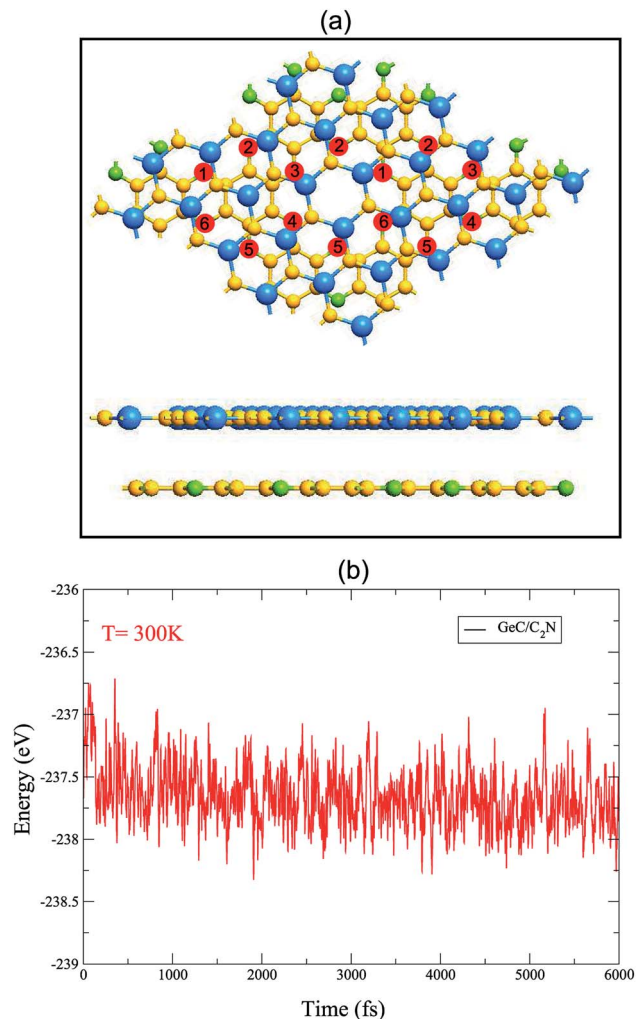 (a)
2 2 2
1 3 1 3
6 4 6 4
5 5 5
(b)
-236
T= 300K
GeC/C₂N
-236.5
-237
Energy (eV)
-237.5
-238
-238.5
-239
0 1000 2000 3000 4000 5000 6000
Time (fs)